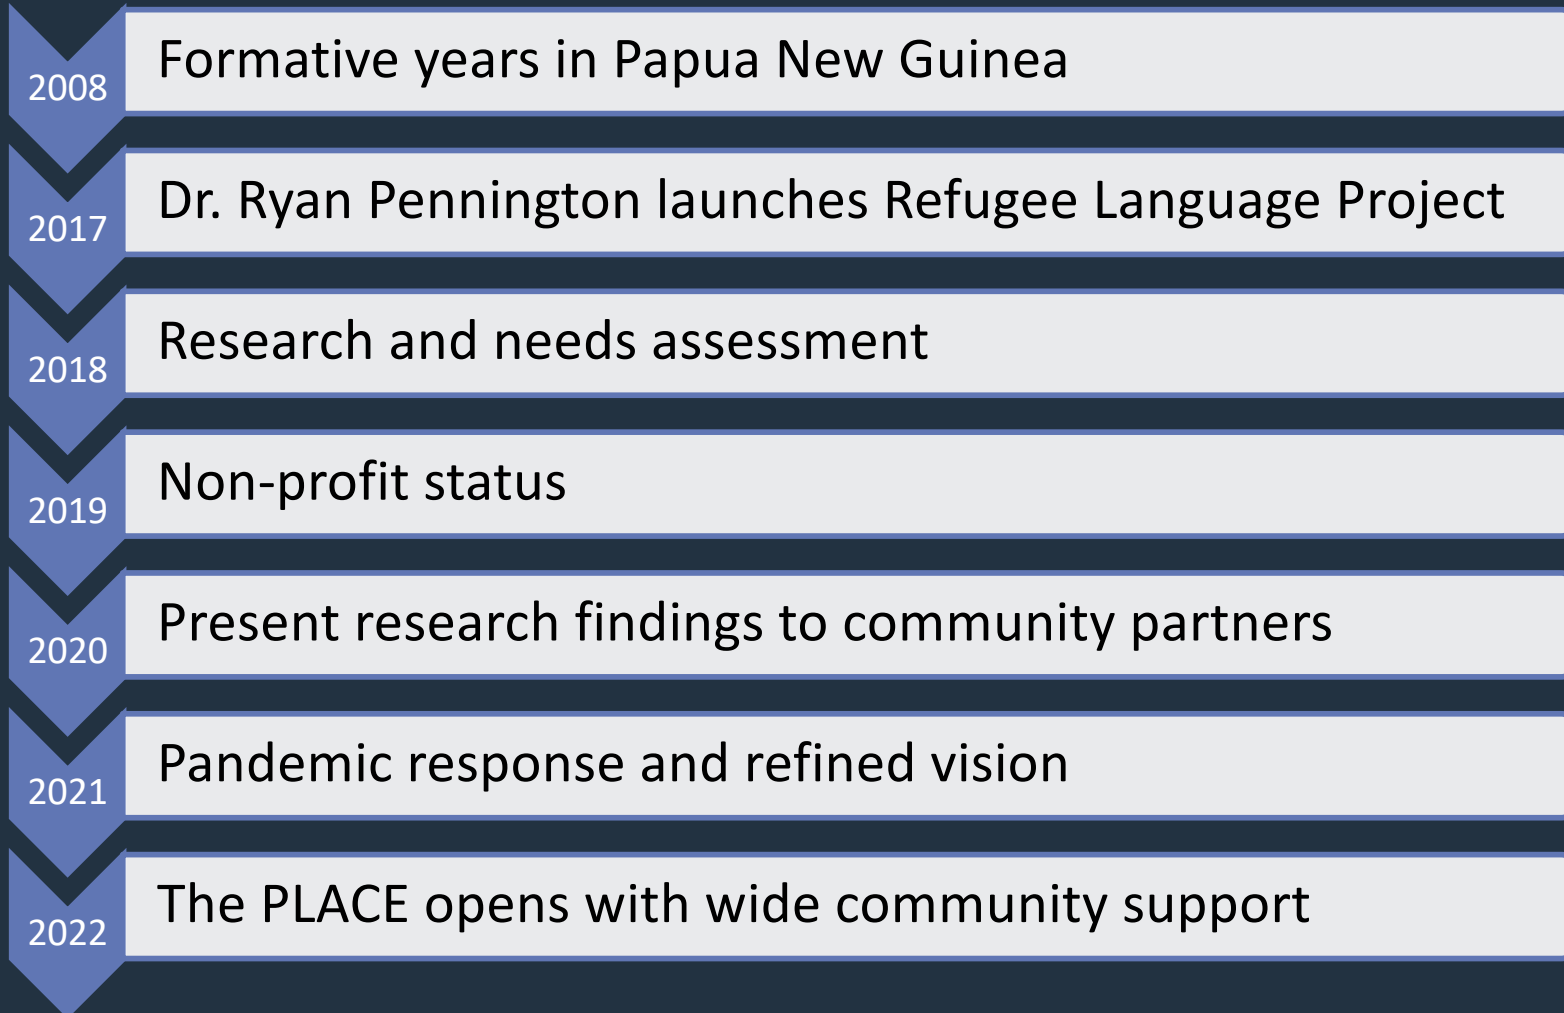 2008
Formative years in Papua New Guinea
2017
Dr. Ryan Pennington launches Refugee Language Project
2018
Research and needs assessment
2019
Non-profit status
2020
Present research findings to community partners
2021
Pandemic response and refined vision
2022
The PLACE opens with wide community support